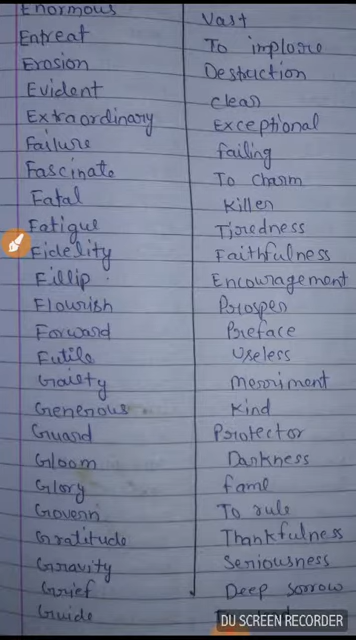 Enormous Vast
Entreat To implore
Erosion Destruction
Evident clear
Extraordinary Exceptional
Failure failing
Fascinate To charm
Fatal Killer
Fatigue Tiredness
Fidelity Faithfulness
Fillip Encouragement
Flourish Prosper
Forward Preface
Futile Useless
Gaiety Merriment
Generous Kind
Guard Protector
Gloom Darkness
Glory fame
Govern To rule
Gratitude Thankfulness
Gravity Seriousness
Grief Deep sorrow
Guide
DU SCREEN RECORDER